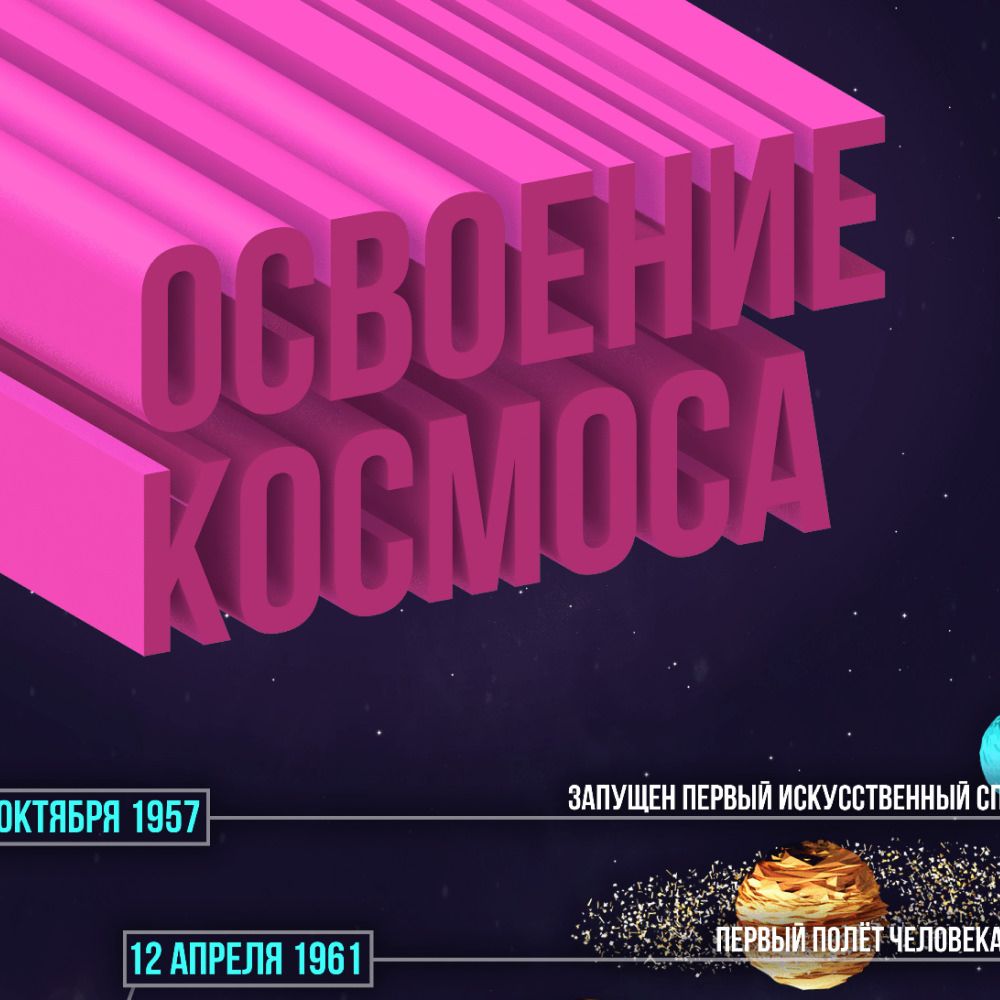 ОСВОЕНИЕ
КОСМОСА
ОКТЯБРЯ 1957
ЗАПУЩЕН ПЕРВЫЙ ИСКУССТВЕННЫЙ
12 АПРЕЛЯ 1961
ПЕРВЫЙ ПОЛЁТ ЧЕЛОВЕКА